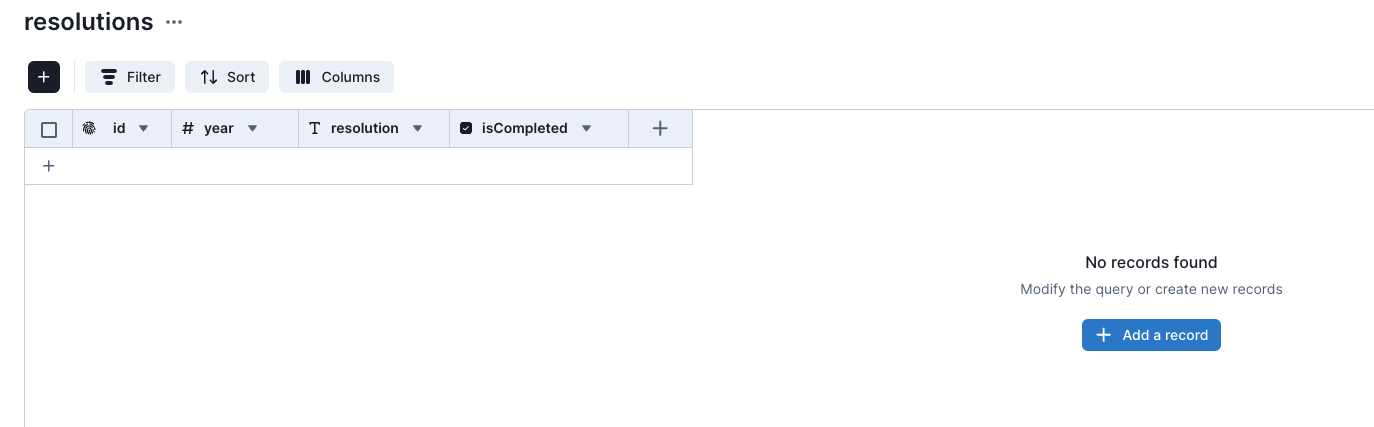 resolutions
Filter Sort Columns
id # year T resolution isCompleted
No records found
Modify the query or create new records
Add a record